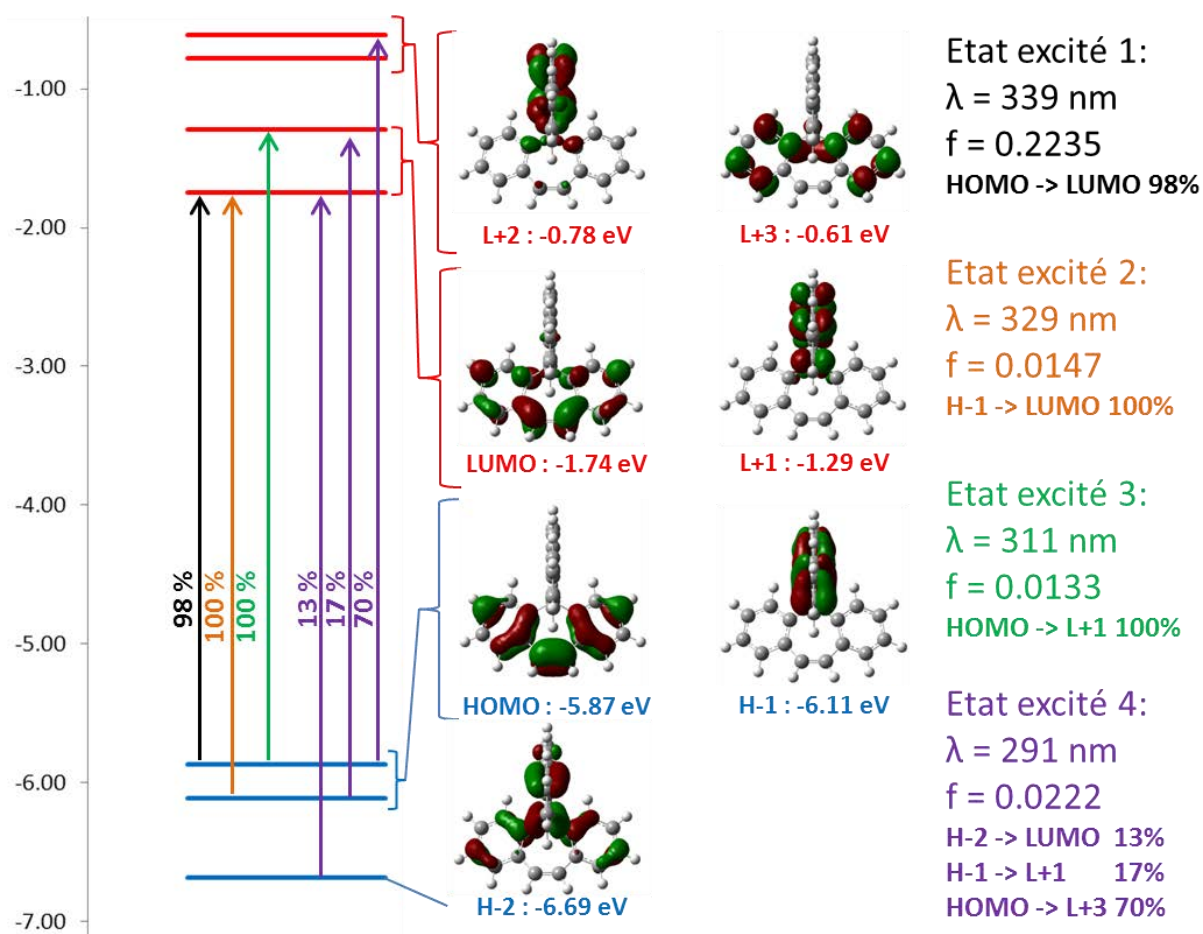 -1.00
-2.00
-3.00
-4.00
-5.00
-6.00
-7.00
98 %
100 %
100 %
13 %
17 %
70 %
L+2 : -0.78 eV
L+3 : -0.61 eV
LUMO : -1.74 eV
L+1 : -1.29 eV
HOMO : -5.87 eV
H-1 : -6.11 eV
H-2 : -6.69 eV
Etat excité 1:
λ = 339 nm
f = 0.2235
HOMO -> LUMO 98%
Etat excité 2:
λ = 329 nm
f = 0.0147
H-1 -> LUMO 100%
Etat excité 3:
λ = 311 nm
f = 0.0133
HOMO -> L+1 100%
Etat excité 4:
λ = 291 nm
f = 0.0222
H-2 -> LUMO 13%
H-1 -> L+1 17%
HOMO -> L+3 70%